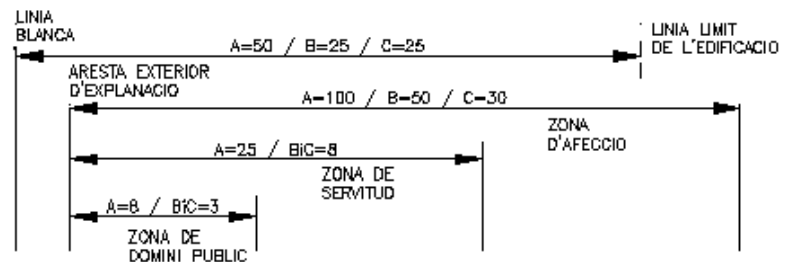 LINIA
BLANCA
A=50 / B=25 / C=25
LINIA LIMIT
DE L'EDIFICACIO
ARESTA EXTERIOR
D'EXPLANACIO
A=100 / B=50 / C=30
ZONA
D'AFECCIO
A=25 / BiC=8
ZONA DE
SERVITUD
A=8 / BiC=3
ZONA DE
DOMINI PUBLIC